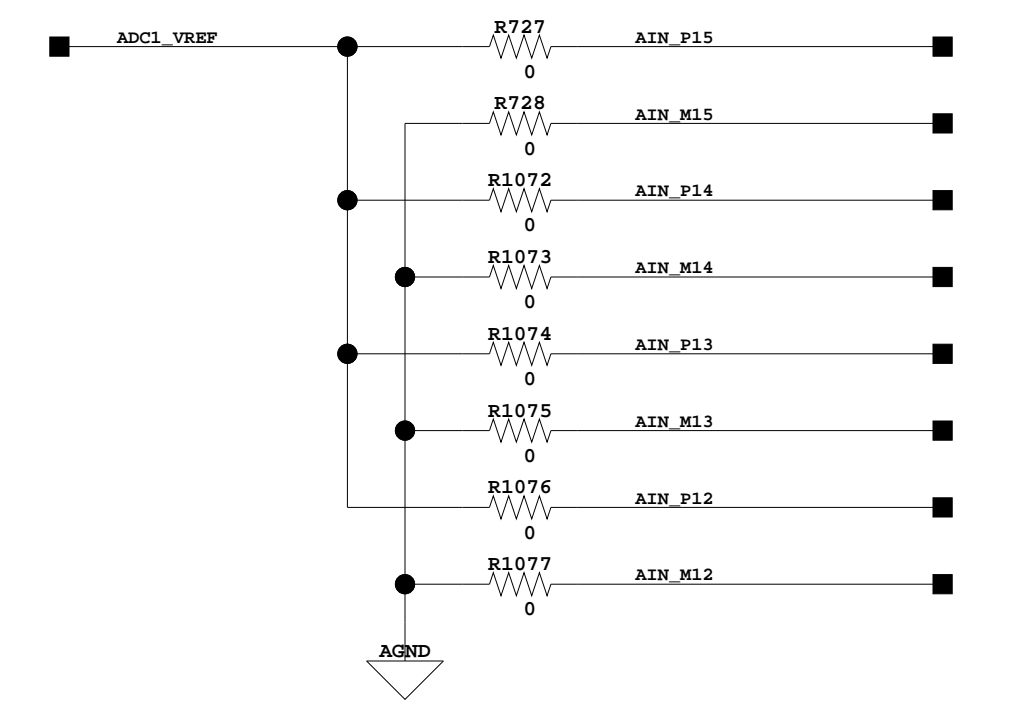 R727
ADC1_VREF
AIN_P15
0
R728
AIN_M15
0
R1072
AIN_P14
0
R1073
AIN_M14
0
R1074
AIN_P13
0
R1075
AIN_M13
0
R1076
AIN_P12
0
R1077
AIN_M12
0
AGND